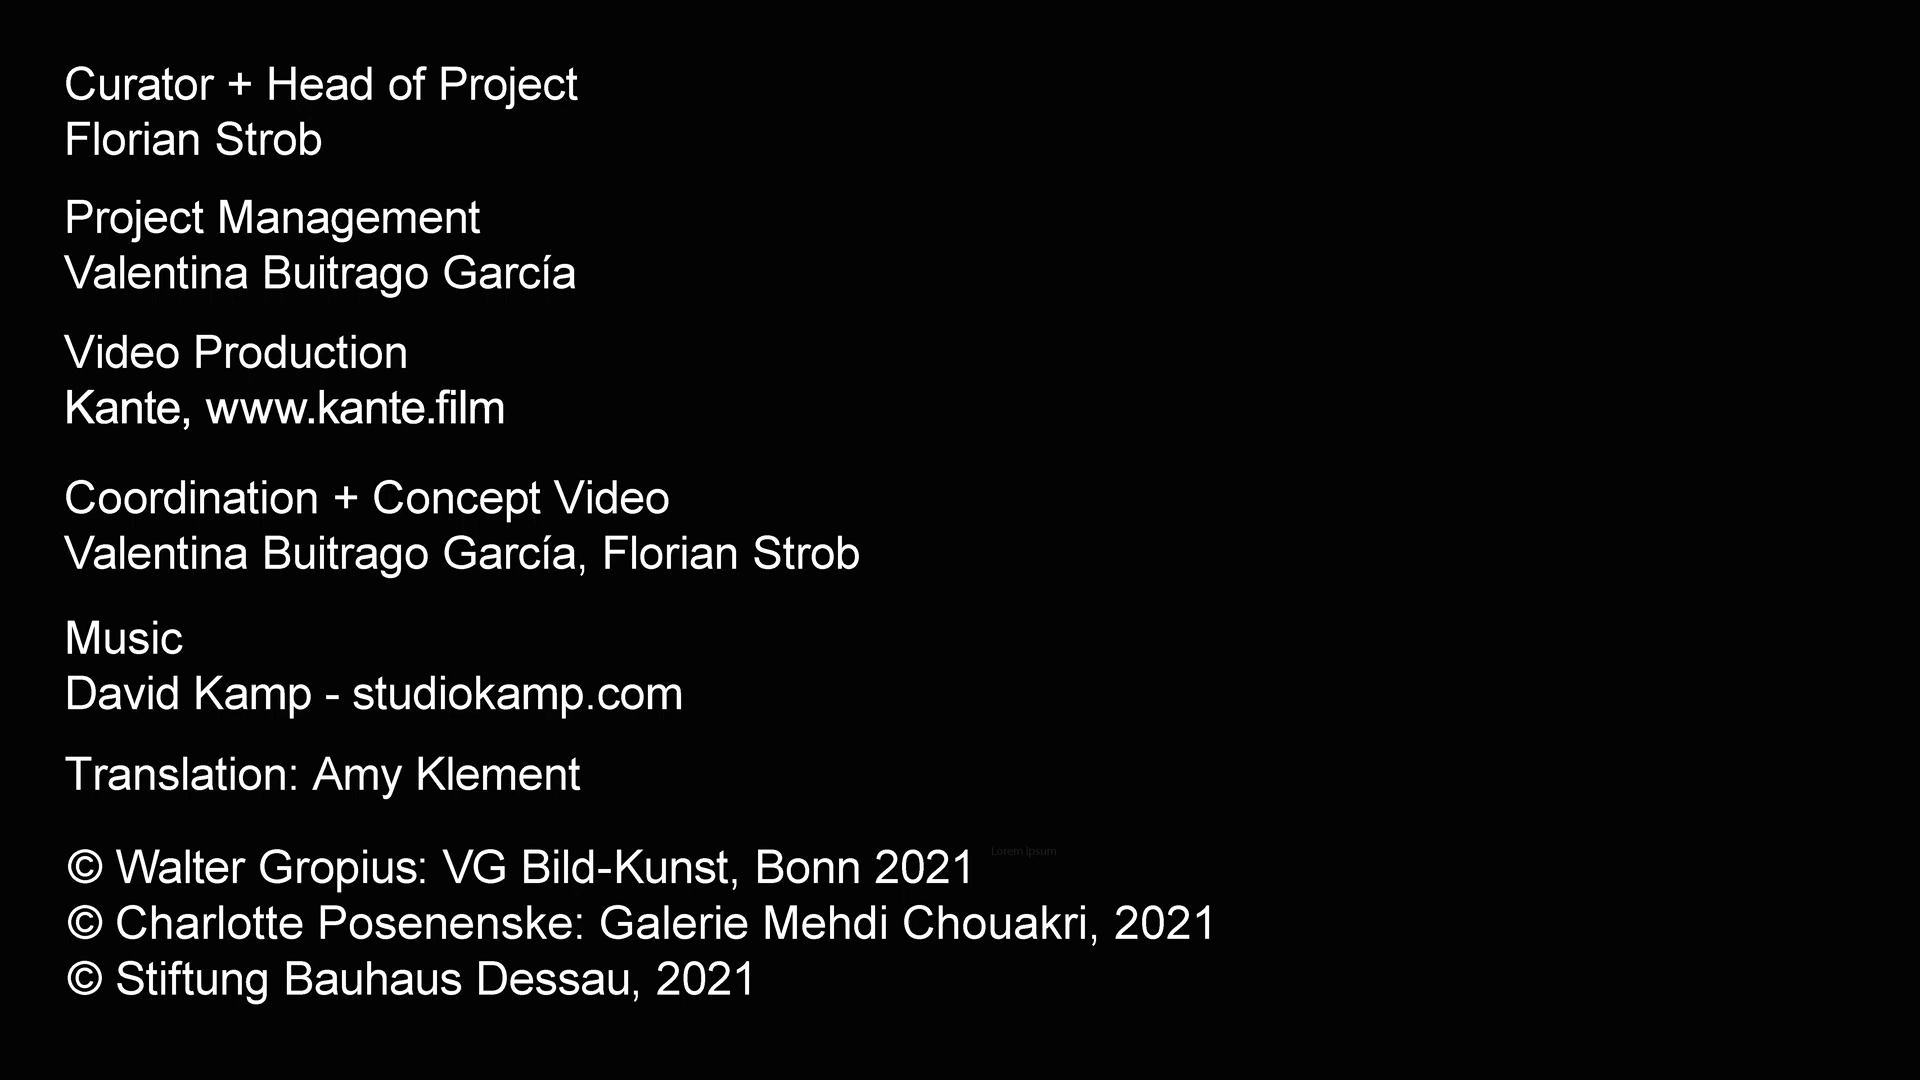 Curator + Head of Project
Florian Strob
Project Management
Valentina Buitrago García
Video Production
Kante, www.kante.film
Coordination + Concept Video
Valentina Buitrago García, Florian Strob
Music
David Kamp - studiokamp.com
Translation: Amy Klement
© Walter Gropius: VG Bild-Kunst, Bonn 2021
Lorem ipsum
© Charlotte Posenenske: Galerie Mehdi Chouakri, 2021
© Stiftung Bauhaus Dessau, 2021